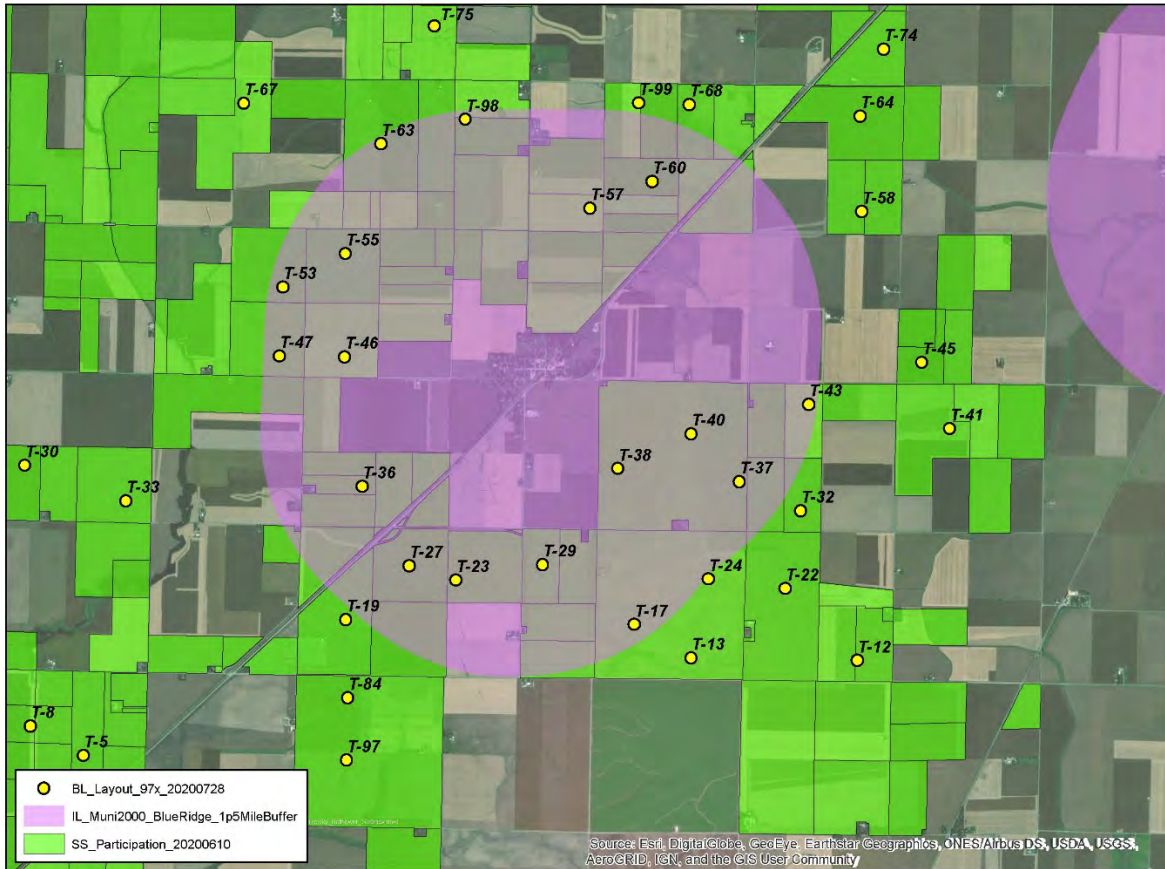 T-75
T-74
T-67
T-99
T-68
T-98
T-64
T-63
T-60
T-57
T-58
T-55
T-53
T-47
T-46
T-45
T-43
T-41
T-40
T-30
T-38
T-36
T-37
T-33
T-32
T-27
T-29
T-23
T-24
T-22
T-19
T-17
T-13
T-12
T-84
T-8
T-5
T-97
BL_Layout_97x_20200728
IL_Muni2000_BlueRidge_1p5MileBuffer
SS_Participation_20200610
Source: Esri, DigitalGlobe, GeoEye, Earthstar Geographics, CNES/Airbus DS, USDA, USGS,
AeroGRID, IGN, and the GIS User Community